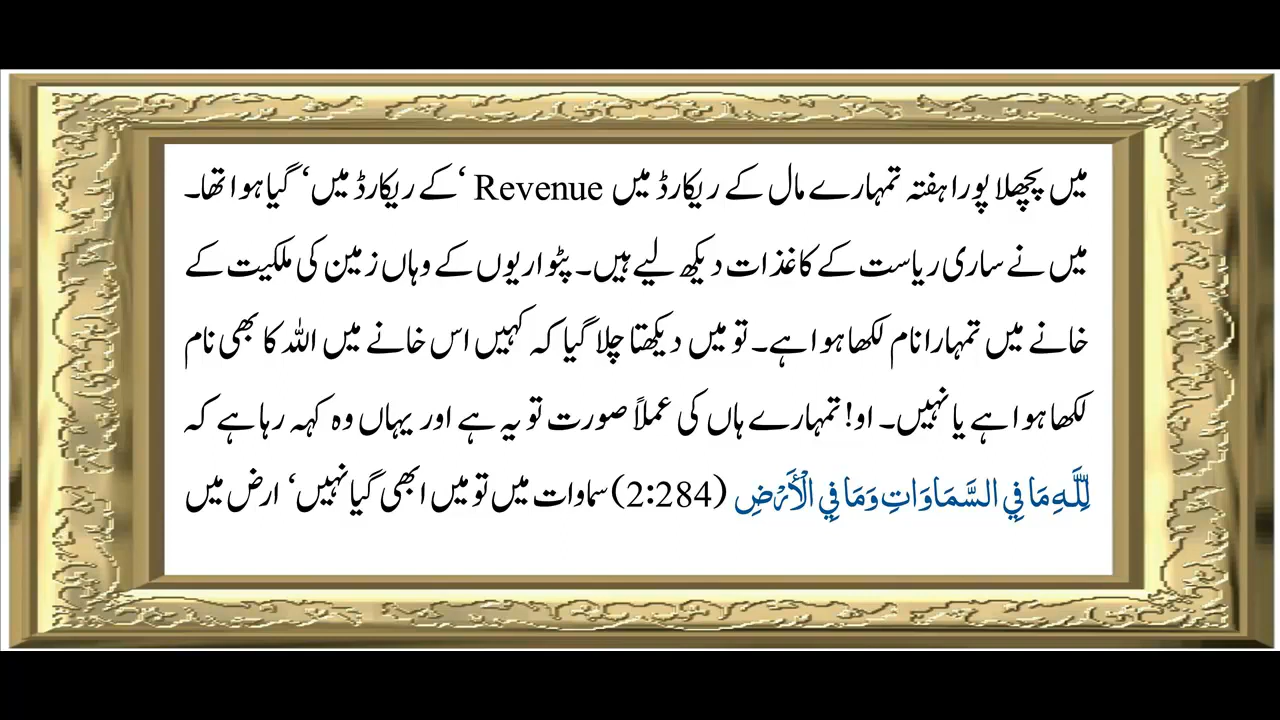 میں پچھلا پورا ہفتہ تمہارے مال کے ریکارڈ میں Revenue ‘کے ریکارڈ میں‘ گیا ہوا تھا۔
میں نے ساری ریاست کے کاغذات دیکھ لیے ہیں۔ پٹواریوں کے وہاں زمین کی ملکیت کے
خانے میں تمہارا نام لکھا ہوا ہے۔ تو میں دیکھتا چلا گیا کہ کہیں اس خانے میں اللہ کا بھی نام
لکھا ہوا ہے یا نہیں۔ او! تمہارے ہاں کی عملاً صورت تو یہ ہے اور یہاں وہ کہہ رہا ہے کہ
لِّلَّهِ مَا فِي السَّمَاوَاتِ وَمَا فِي الْأَرْضِ (2:284) سماوات میں تو میں ابھی گیا نہیں‘ ارض میں